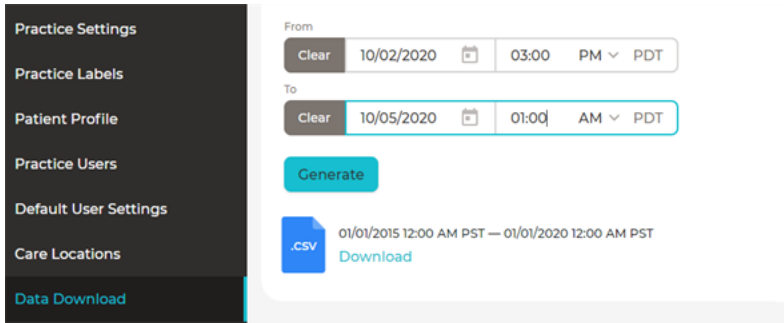 Practice Settings
Practice Labels
Patient Profile
Practice Users
Default User Settings
Care Locations
Data Download
From
Clear 10/02/2020 03:00 PM PDT
To
Clear 10/05/2020 01:00 AM PDT
Generate
.csv
01/01/2015 12:00 AM PST — 01/01/2020 12:00 AM PST
Download